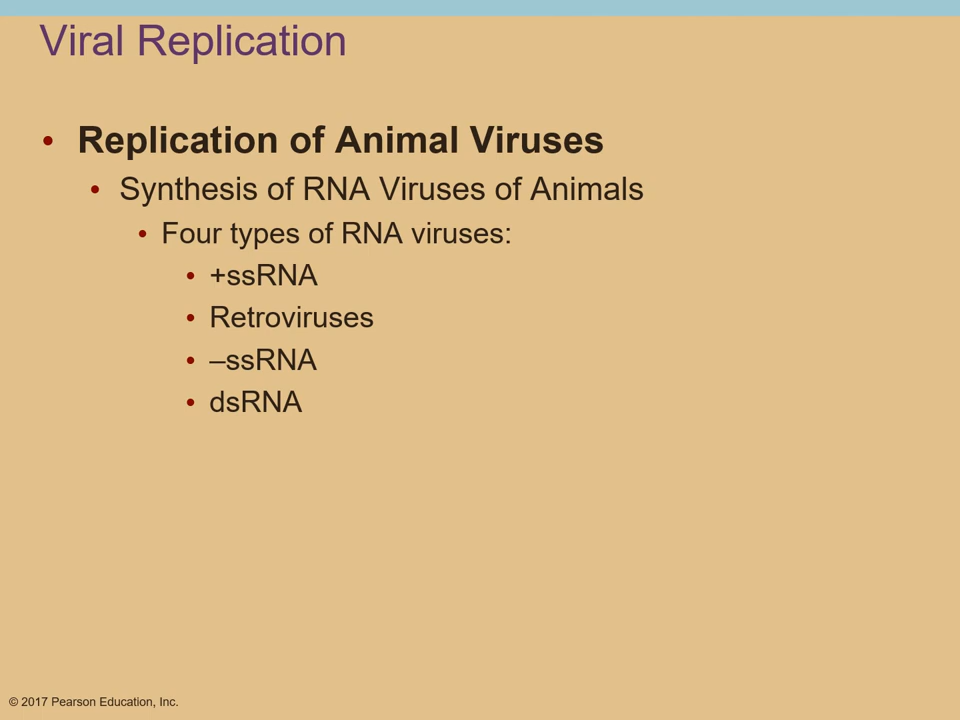 Viral Replication
• Replication of Animal Viruses
• Synthesis of RNA Viruses of Animals
• Four types of RNA viruses:
• +ssRNA
• Retroviruses
• –ssRNA
• dsRNA
© 2017 Pearson Education, Inc.